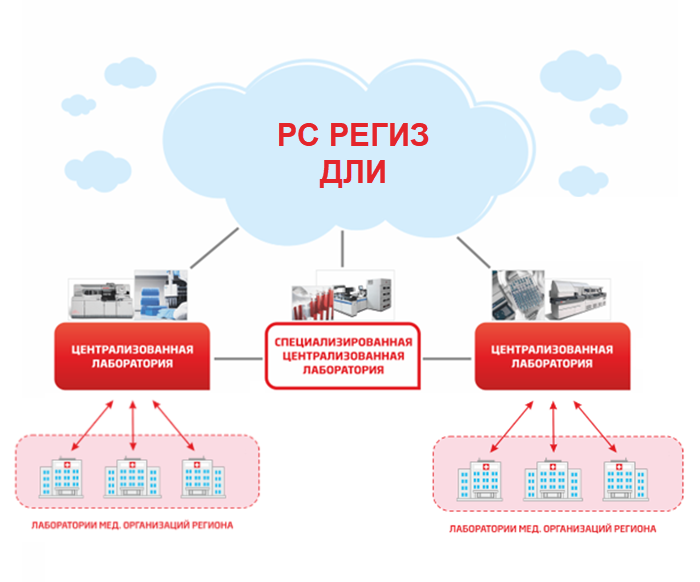 РС РЕГИЗ
ДЛИ
ЦЕНТРАЛИЗОВАННАЯ
ЛАБОРАТОРИЯ
СПЕЦИАЛИЗИРОВАННАЯ
ЦЕНТРАЛИЗОВАННАЯ
ЛАБОРАТОРИЯ
ЦЕНТРАЛИЗОВАННАЯ
ЛАБОРАТОРИЯ
ЛАБОРАТОРИИ МЕД. ОРГАНИЗАЦИЙ РЕГИОНА
ЛАБОРАТОРИИ МЕД. ОРГАНИЗАЦИЙ РЕГИОНА